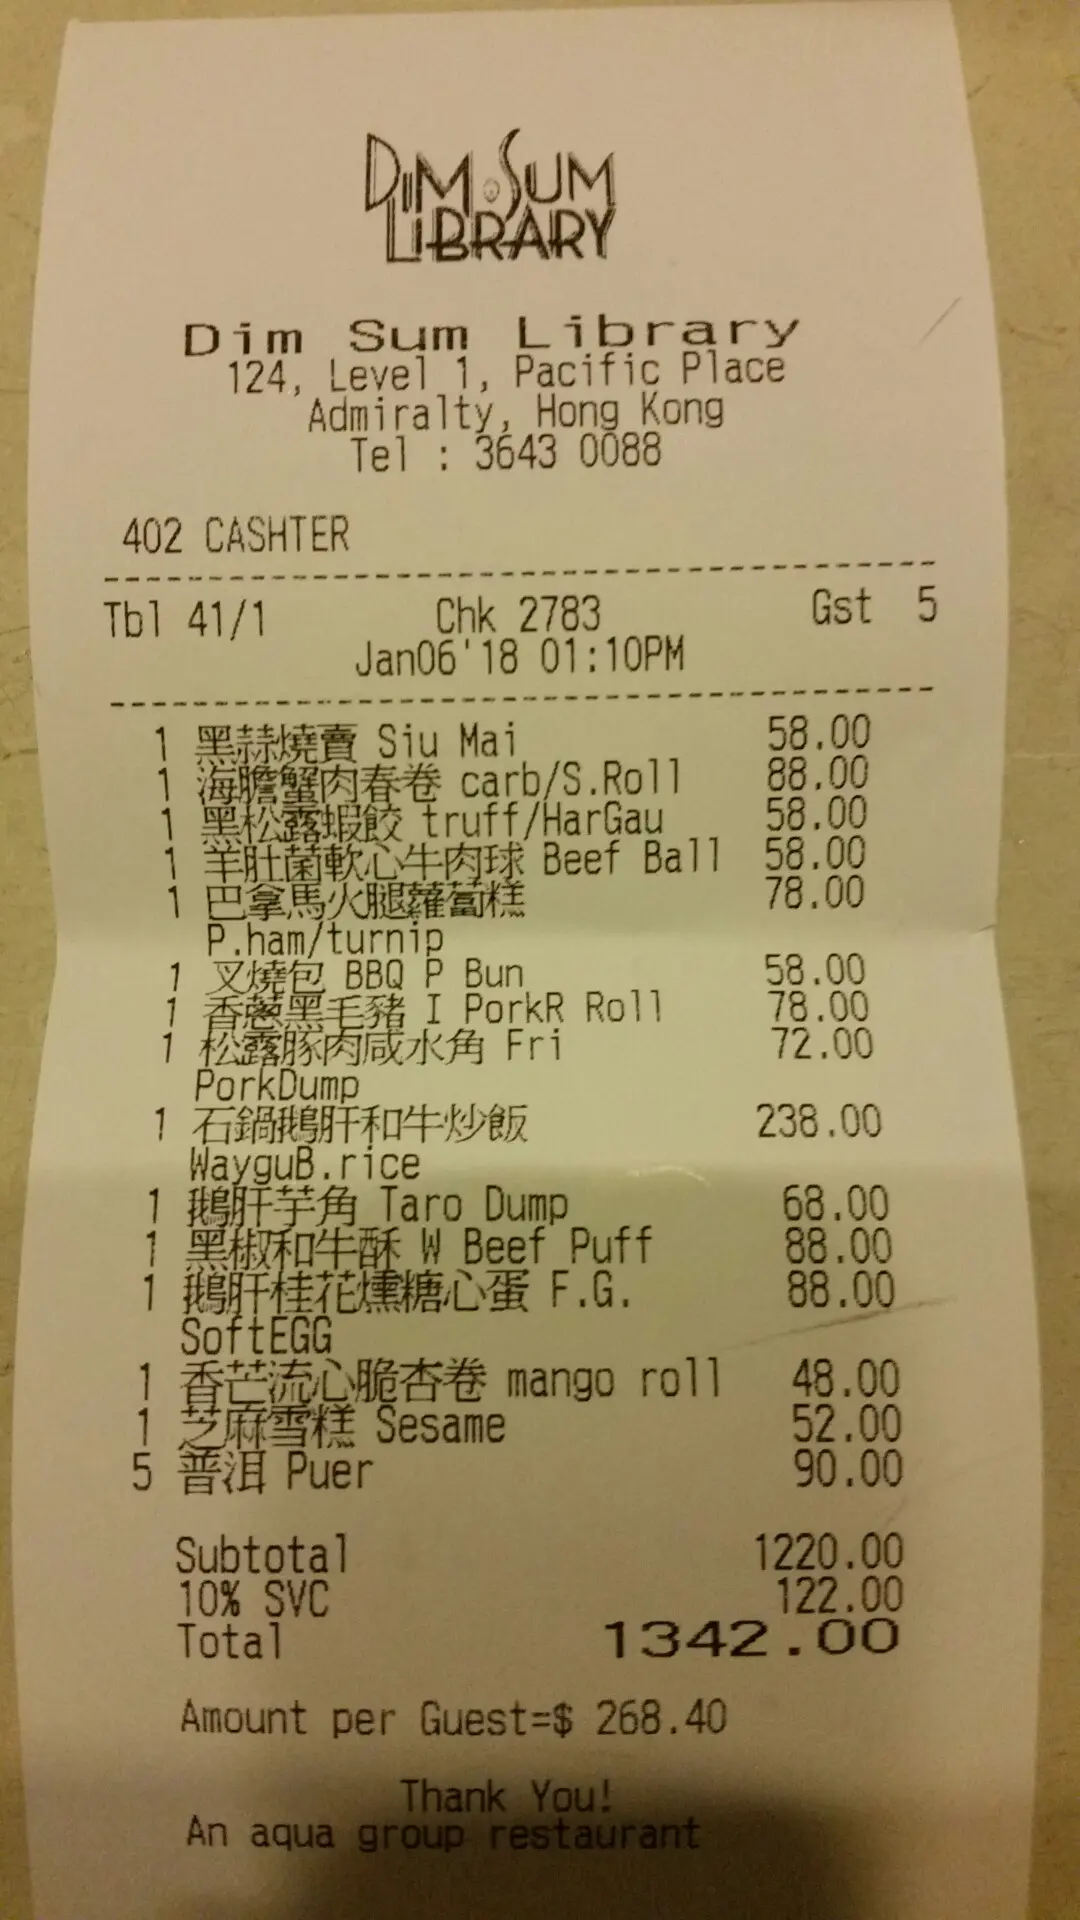 DIM SUM
LIBRARY
Dim Sum Library
124, Level 1, Pacific Place
Admiralty, Hong Kong
Tel : 3643 0088
402 CASHTER
Tbl 41/1 Chk 2783 Gst 5
Jan06'18 01:10PM
1 黑蒜燒賣 Siu Mai 58.00
1 海膽蟹肉春卷 carb/S.Roll 88.00
1 黑松露蝦餃 truff/HarGau 58.00
1 羊肚菌軟心牛肉球 Beef Ball 58.00
1 巴拿馬火腿蘿蔔糕 78.00
P.ham/turnip
1 叉燒包 BBQ P Bun 58.00
1 香蔥黑毛豬 I PorkR Roll 78.00
1 松露豚肉咸水角 Fri 72.00
PorkDump
1 石鍋鵝肝和牛炒飯 238.00
WayguB.rice
1 鵝肝芋角 Taro Dump 68.00
1 黑椒和牛酥 W Beef Puff 88.00
1 鵝肝桂花燻糖心蛋 F.G. 88.00
SoftEGG
1 香芒流心脆杏卷 mango roll 48.00
1 芝麻雪糕 Sesame 52.00
5 普洱 Puer 90.00
Subtotal 1220.00
10% SVC 122.00
Total 1342.00
Amount per Guest=$ 268.40
Thank You!
An aqua group restaurant